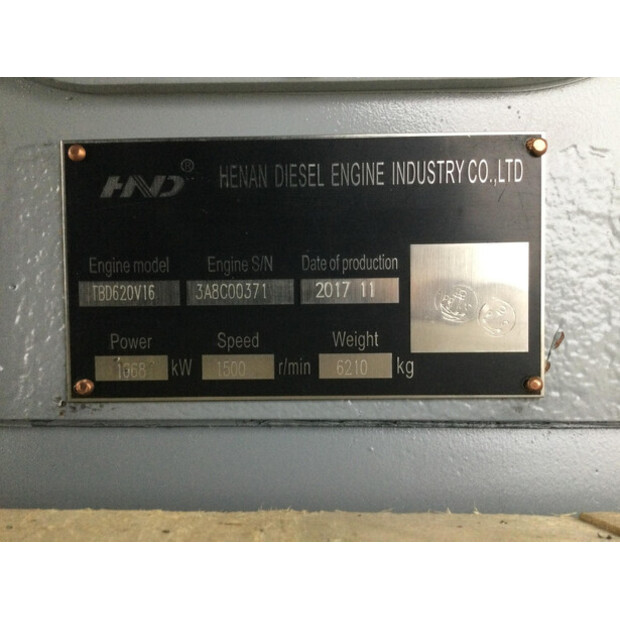 HND® HENAN DIESEL ENGINE INDUSTRY CO.,LTD
Engine model Engine S/N Date of production
TBD620V16 3A8C00371 2017 11
Power Speed Weight
1068 kW 1500 r/min 6210 kg